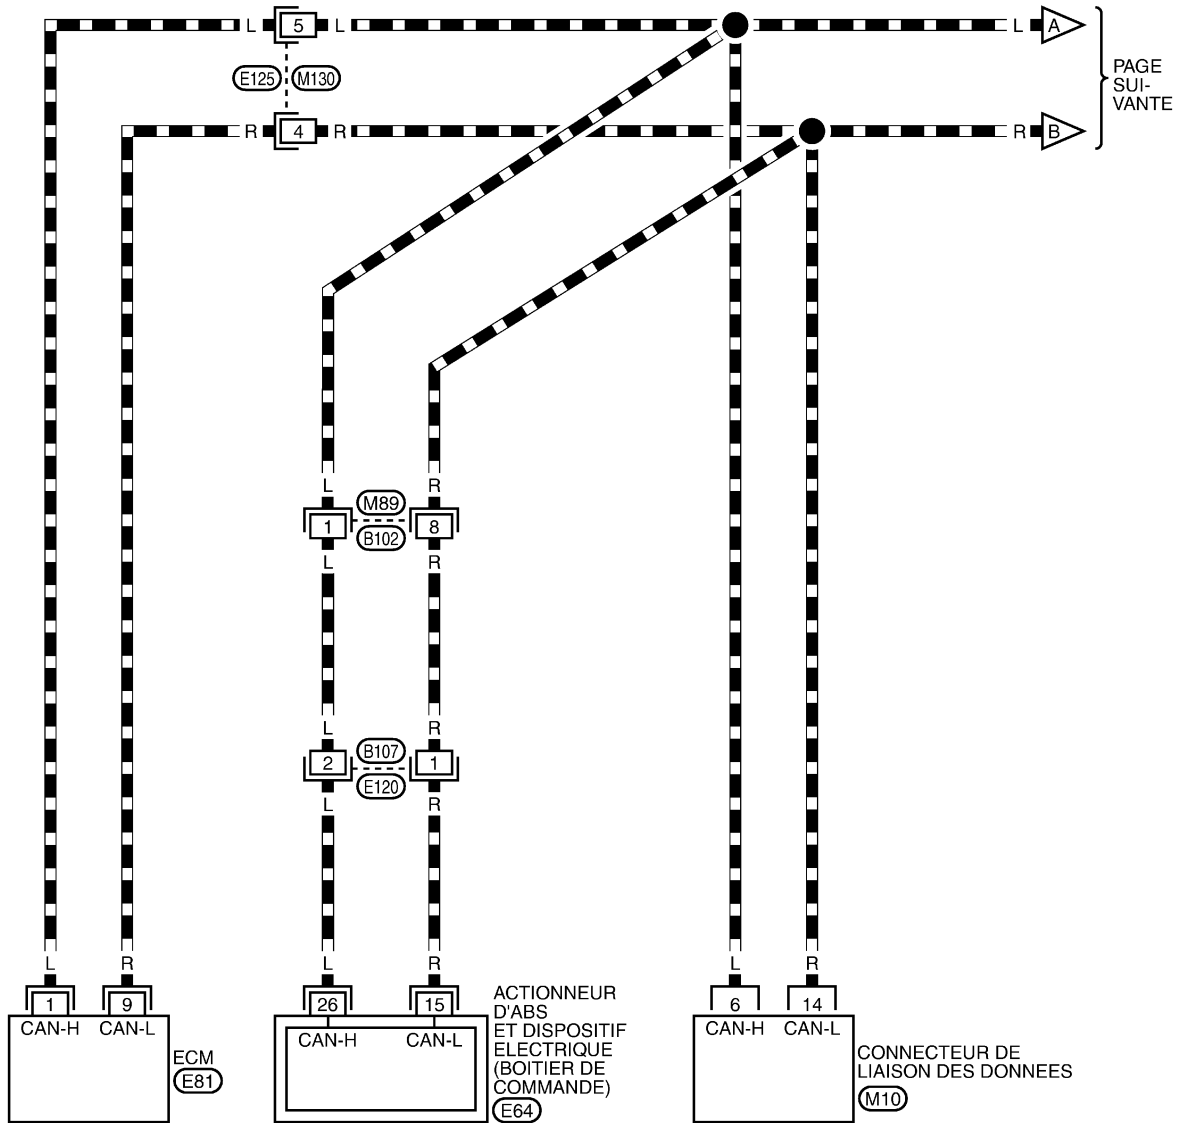 L 5 L L A
E125 M130
PAGE
SUI-
VANTE
R 4 R R B
L R
M89
1 8
B102
L R
L R
B107
2 1
E120
L R
L R L R L R
1 9 26 15 6 14
CAN-H CAN-L
ECM
E81
CAN-H CAN-L
ACTIONNEUR
D'ABS
ET DISPOSITIF
ELECTRIQUE
(BOITIER DE
COMMANDE)
E64
CAN-H CAN-L
CONNECTEUR DE
LIAISON DES DONNEES
M10